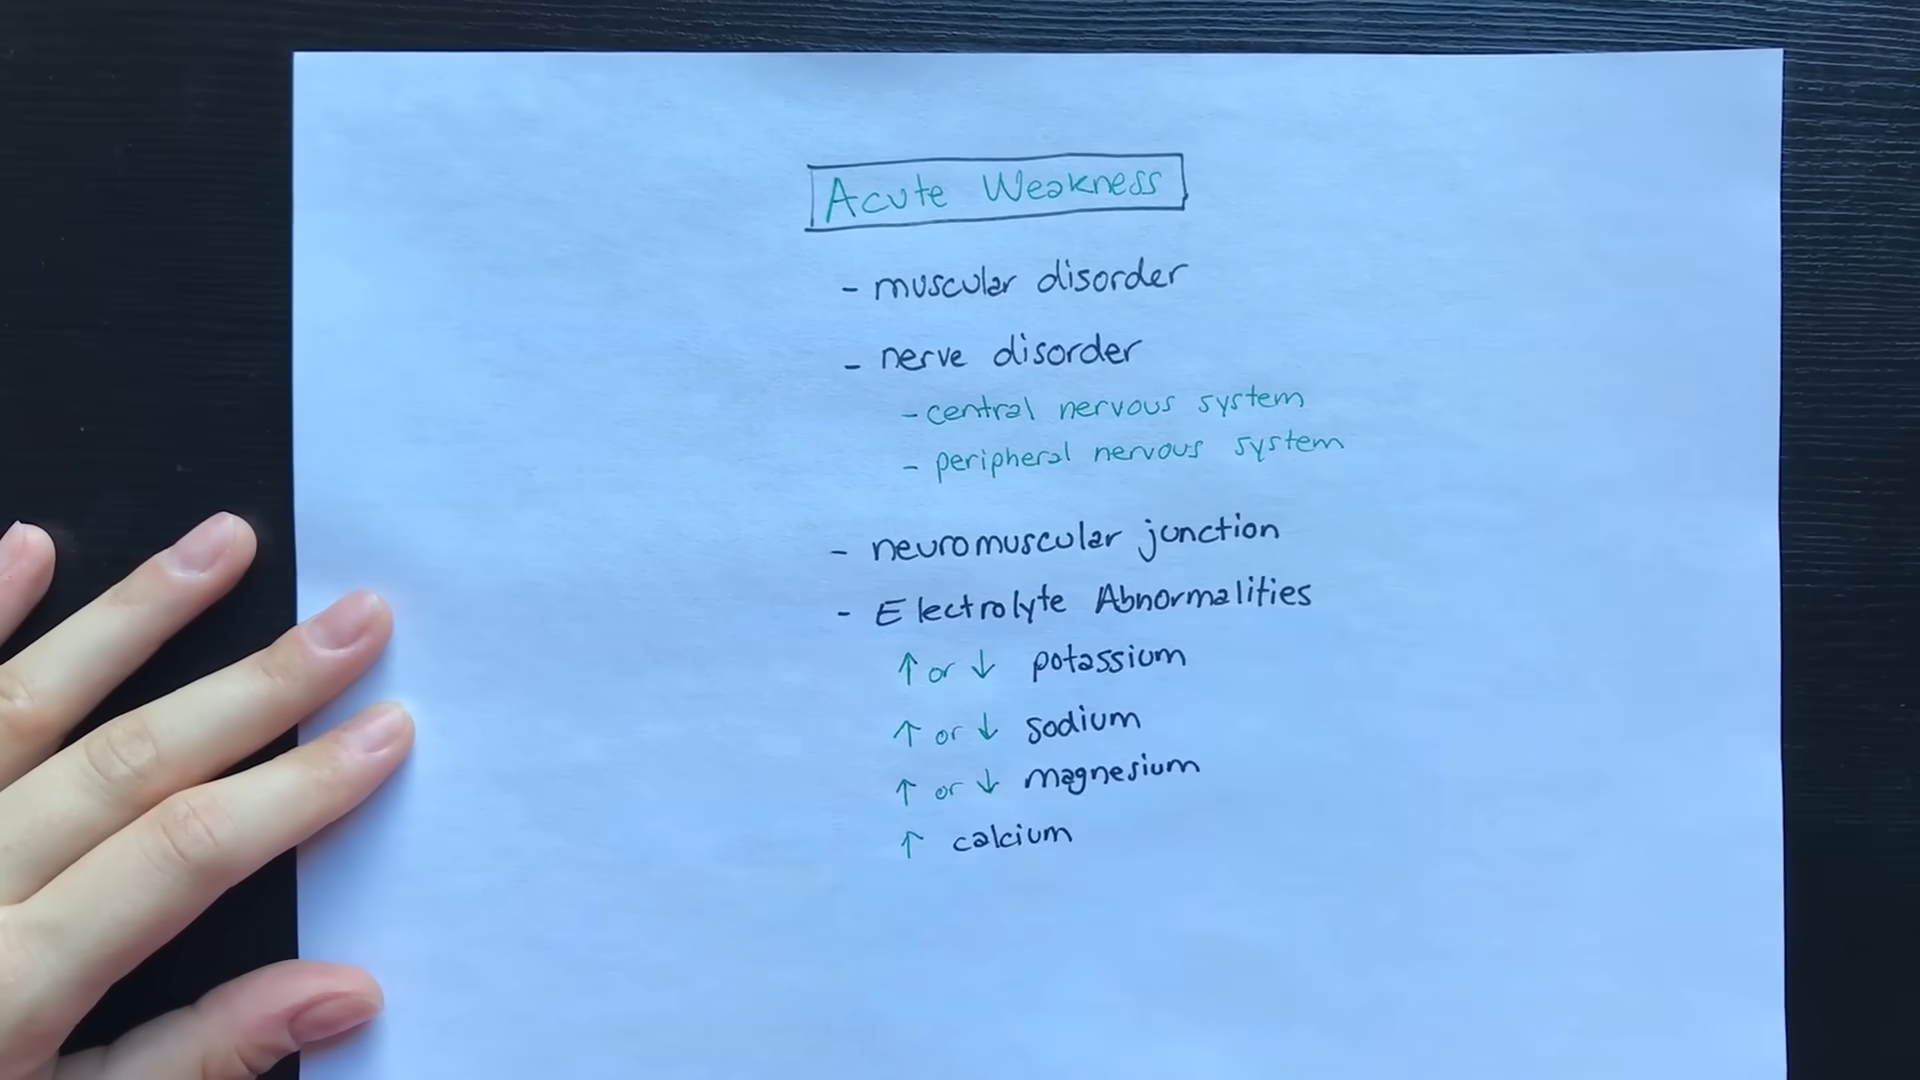 Acute Weakness
- muscular disorder
- nerve disorder
- central nervous system
- peripheral nervous system
- neuromuscular junction
- Electrolyte Abnormalities
↑ or ↓ potassium
↑ or ↓ sodium
↑ or ↓ magnesium
↑ calcium